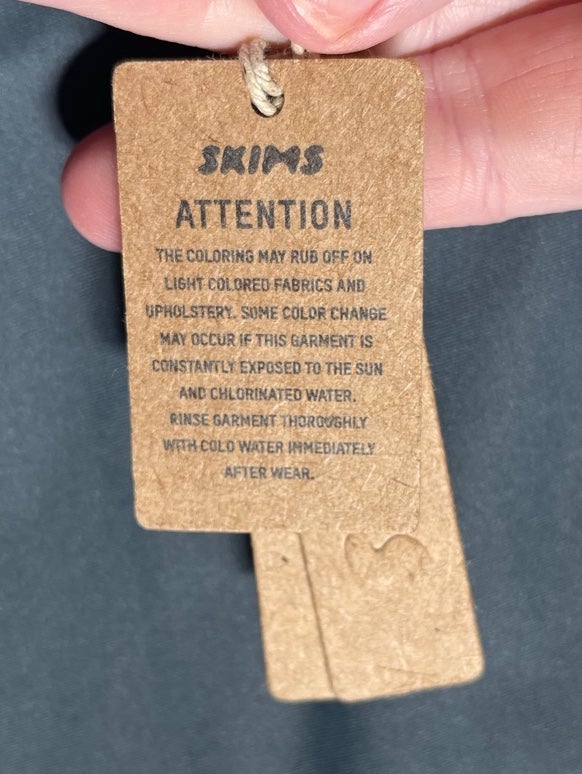 SKIMS
ATTENTION
THE COLORING MAY RUB OFF ON
LIGHT COLORED FABRICS AND
UPHOLSTERY. SOME COLOR CHANGE
MAY OCCUR IF THIS GARMENT IS
CONSTANTLY EXPOSED TO THE SUN
AND CHLORINATED WATER.
RINSE GARMENT THOROUGHLY
WITH COLD WATER IMMEDIATELY
AFTER WEAR.